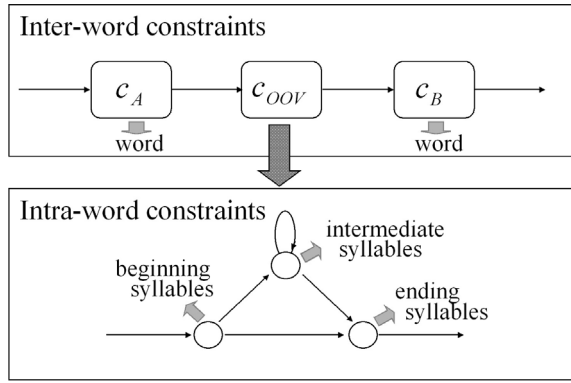 Inter-word constraints
c_A c_OOV c_B
word word
Intra-word constraints
intermediate
syllables
beginning
syllables
ending
syllables